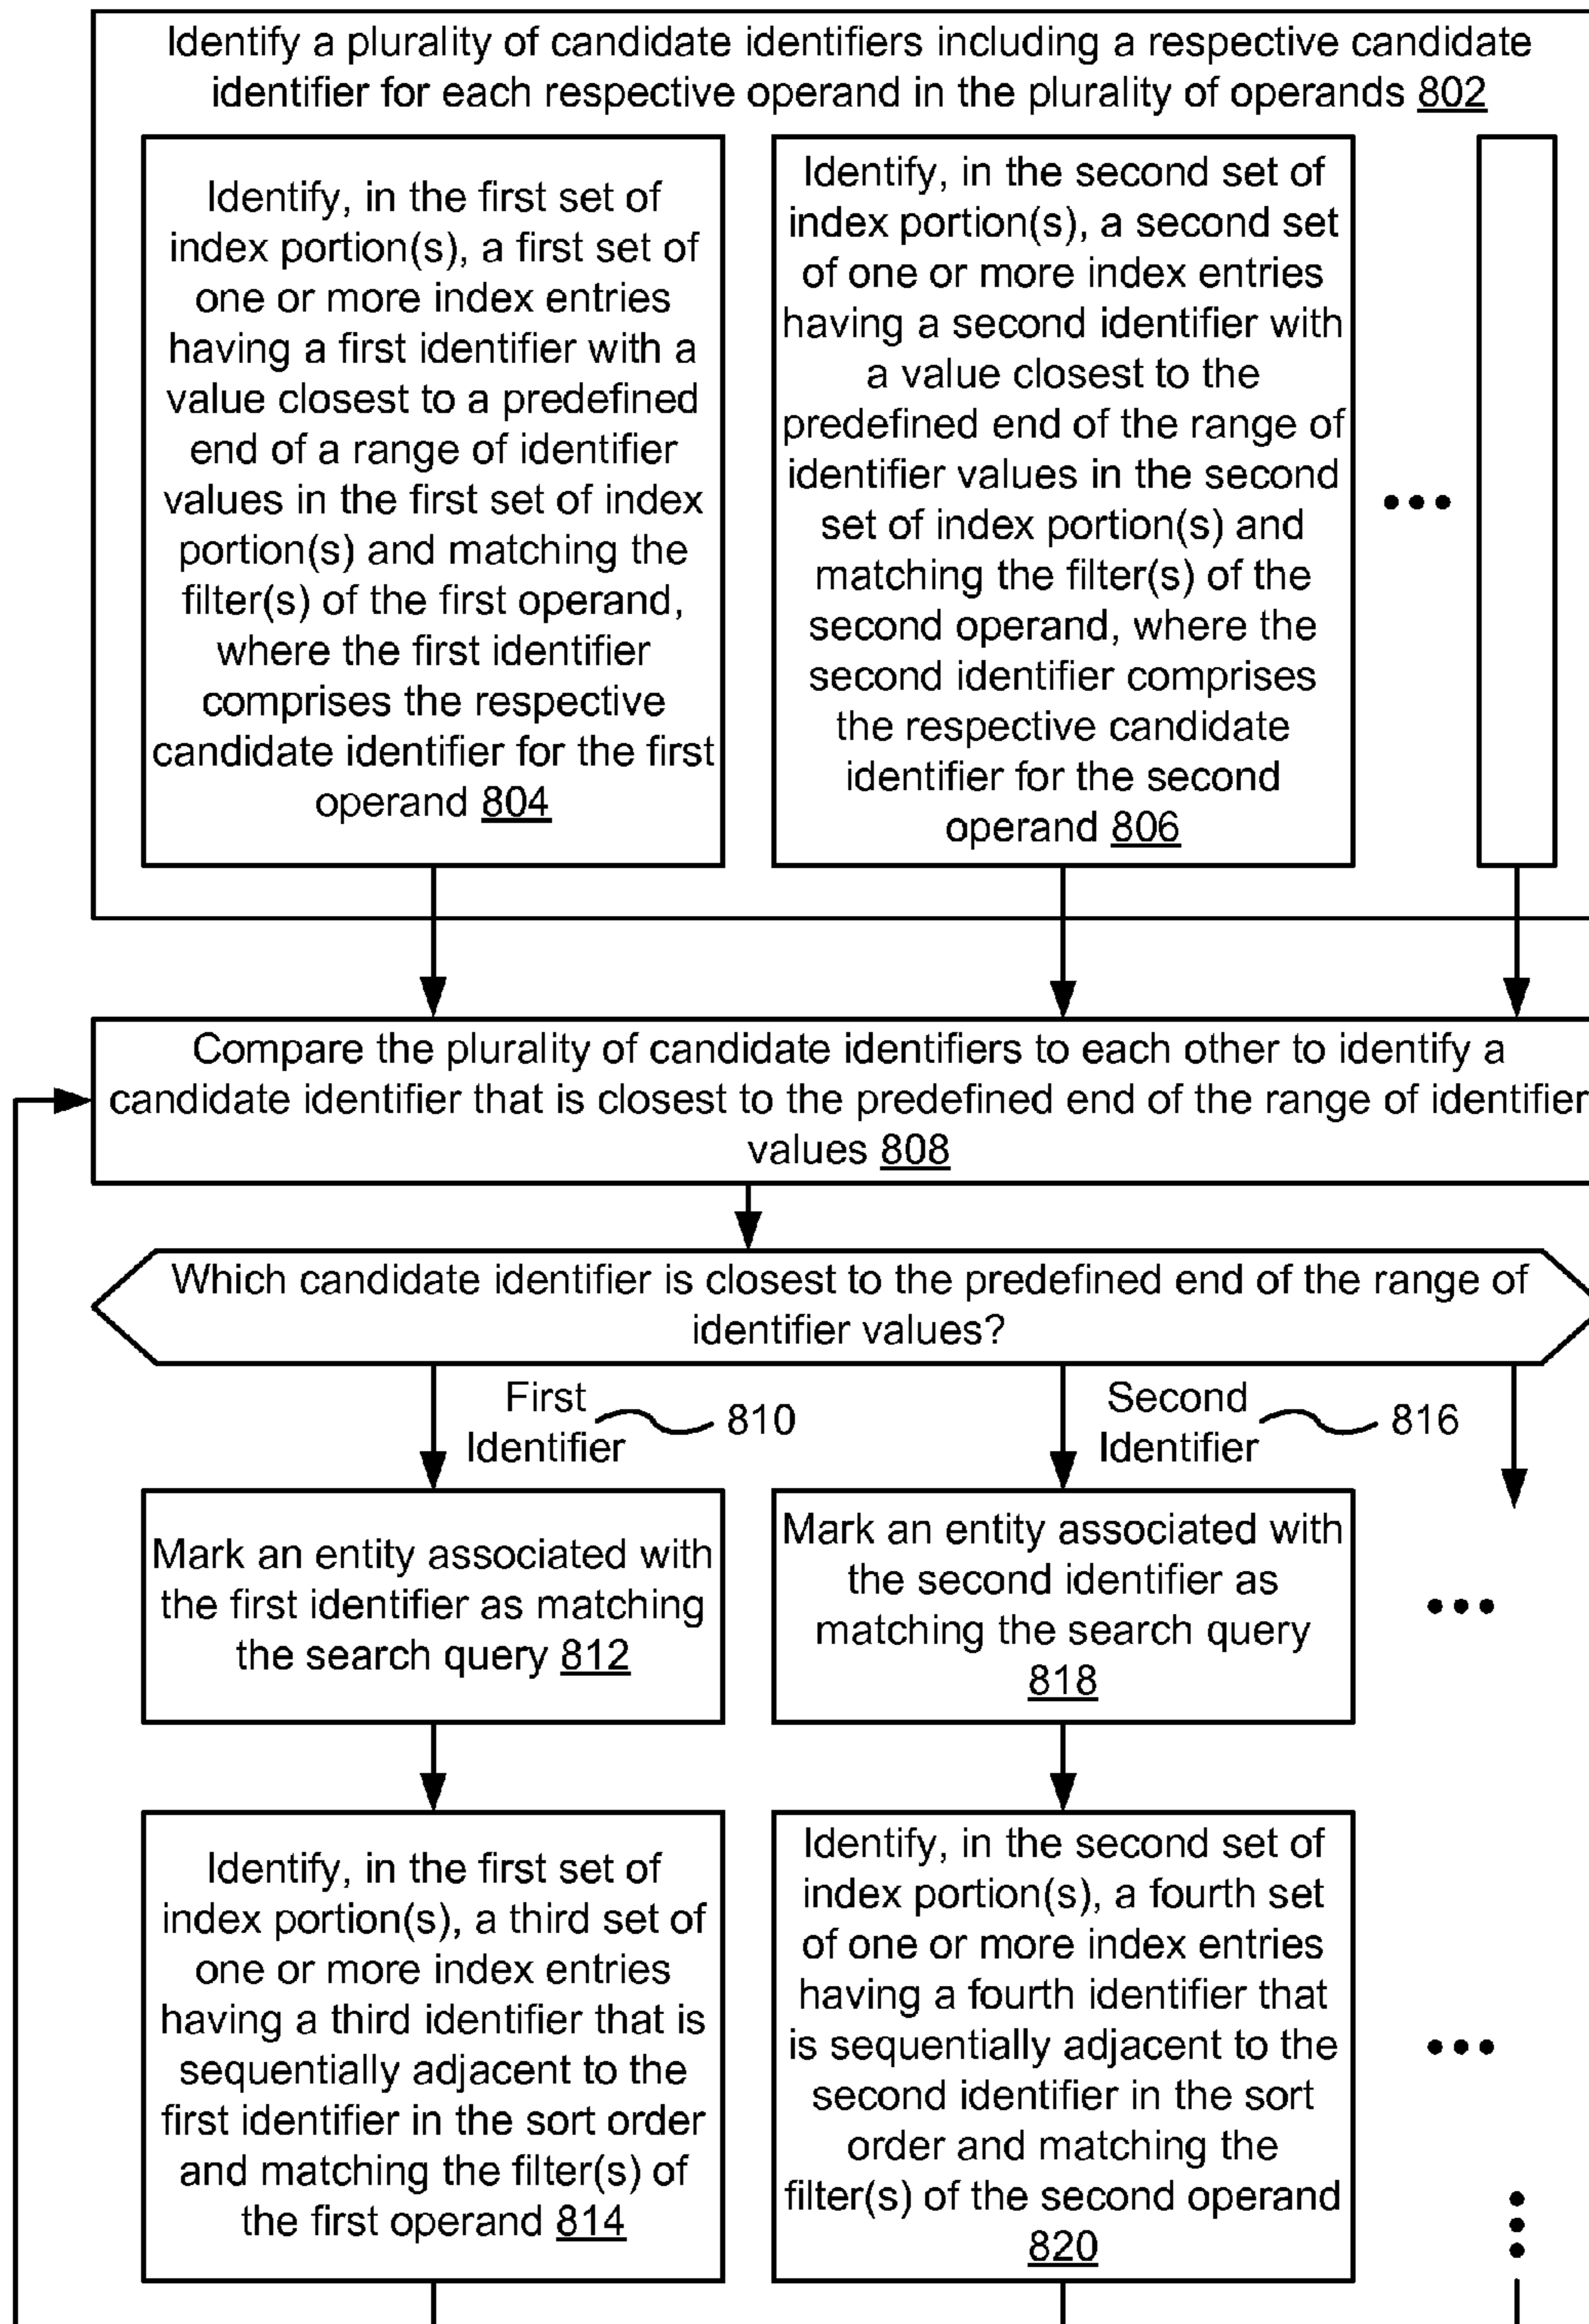 Identify a plurality of candidate identifiers including a respective candidate
identifier for each respective operand in the plurality of operands 802
Identify, in the first set of
index portion(s), a first set of
one or more index entries
having a first identifier with a
value closest to a predefined
end of a range of identifier
values in the first set of index
portion(s) and matching the
filter(s) of the first operand,
where the first identifier
comprises the respective
candidate identifier for the first
operand 804
Identify, in the second set of
index portion(s), a second set
of one or more index entries
having a second identifier with
a value closest to the
predefined end of the range of
identifier values in the second
set of index portion(s) and
matching the filter(s) of the
second operand, where the
second identifier comprises
the respective candidate
identifier for the second
operand 806
Compare the plurality of candidate identifiers to each other to identify a
candidate identifier that is closest to the predefined end of the range of identifier
values 808
Which candidate identifier is closest to the predefined end of the range of
identifier values?
First
Identifier
810
Second
Identifier
816
Mark an entity associated with
the first identifier as matching
the search query 812
Mark an entity associated with
the second identifier as
matching the search query
818
Identify, in the first set of
index portion(s), a third set of
one or more index entries
having a third identifier that is
sequentially adjacent to the
first identifier in the sort order
and matching the filter(s) of
the first operand 814
Identify, in the second set of
index portion(s), a fourth set
of one or more index entries
having a fourth identifier that
is sequentially adjacent to the
second identifier in the sort
order and matching the
filter(s) of the second operand
820